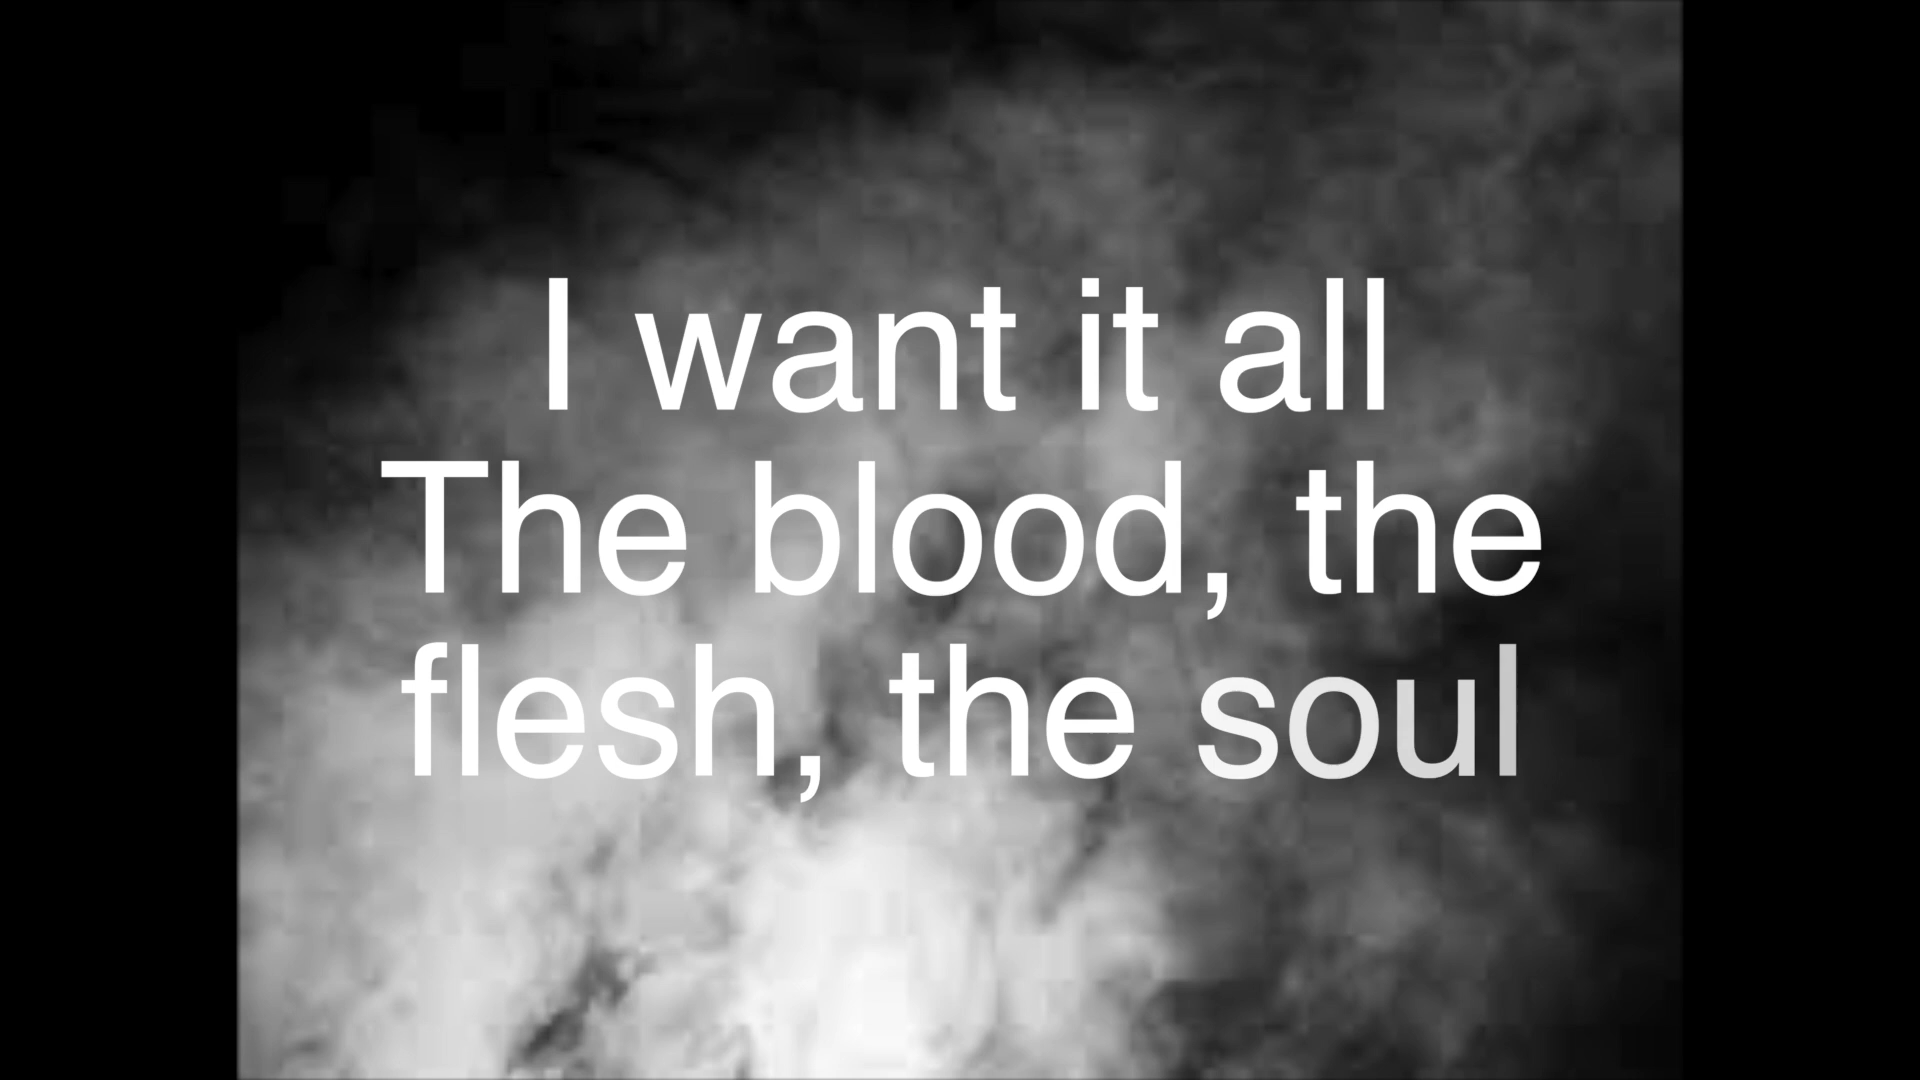 I want it all
The blood, the
flesh, the soul